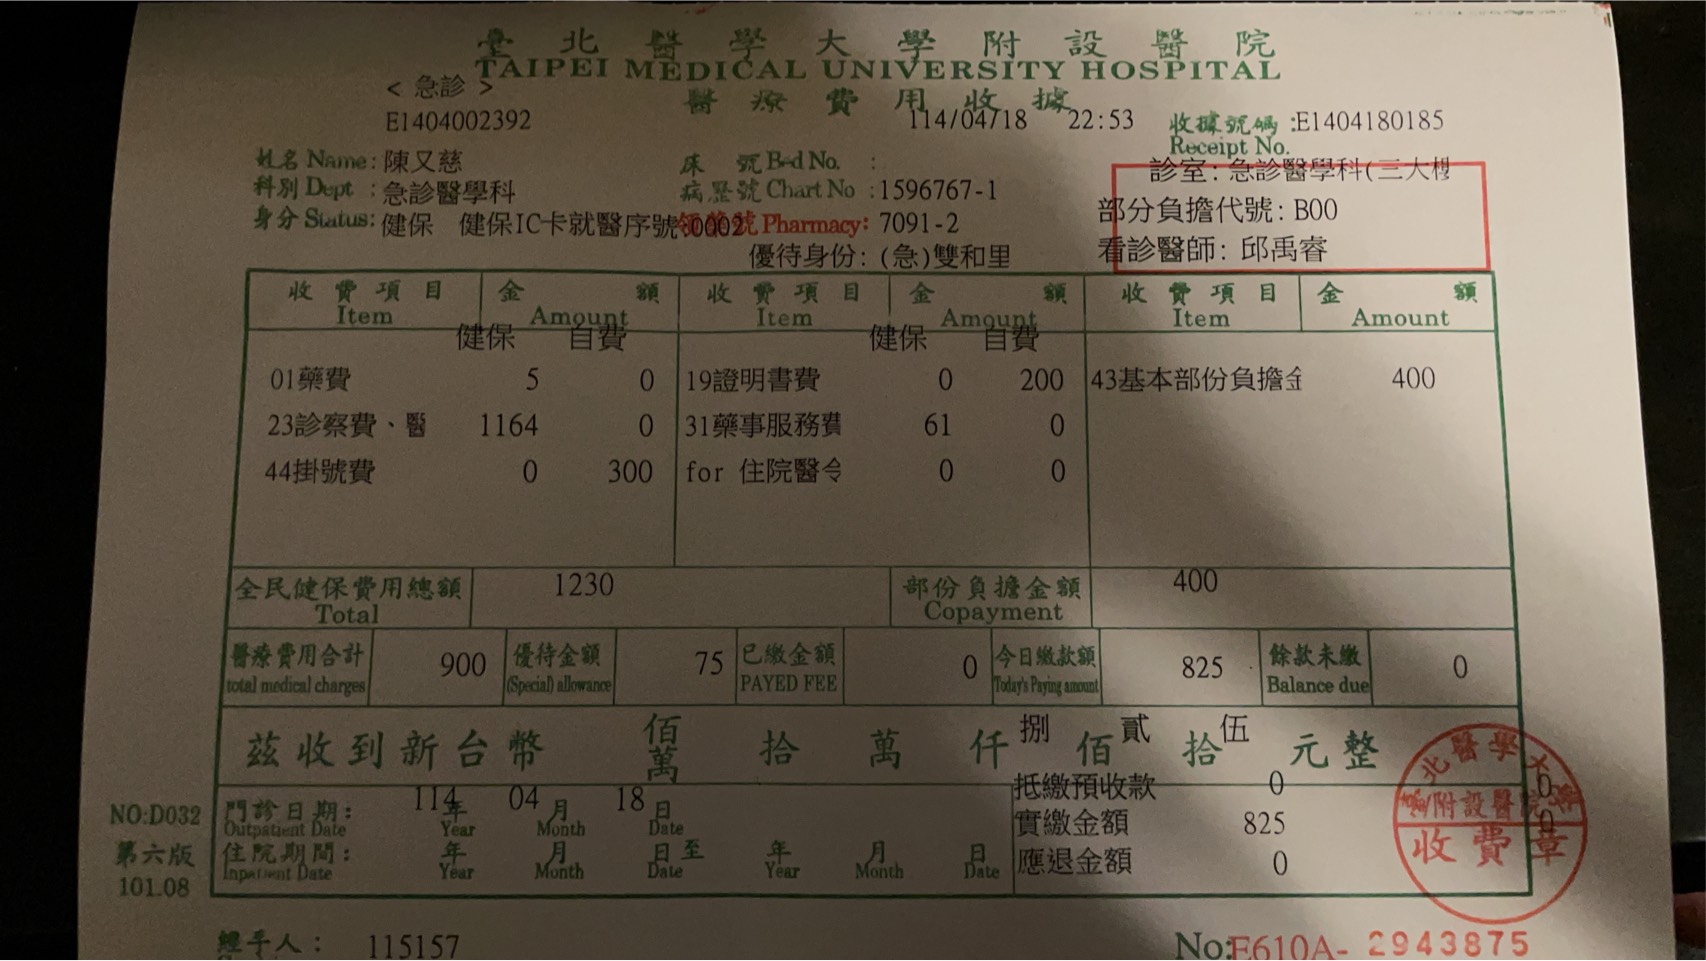 臺北醫學大學附設醫院
TAIPEI MEDICAL UNIVERSITY HOSPITAL
< 急診 >
醫療費用收據
E1404002392 114/04/18 22:53 收據號碼:E1404180185
Receipt No.
姓名 Name: 陳又慈 床號 Bed No. : 診室: 急診醫學科(三大樓
科別 Dept : 急診醫學科 病歷號 Chart No : 1596767-1 部分負擔代號: B00
身分 Status: 健保 健保IC卡就醫序號:0002 領藥號 Pharmacy: 7091-2
優待身份: (急)雙和里 看診醫師: 邱禹睿
收費項目 金額 收費項目 金額 收費項目 金額
Item Amount Item Amount Item Amount
健保 自費 健保 自費
01藥費 5 0 19證明書費 0 200 43基本部份負擔金 400
23診察費、醫 1164 0 31藥事服務費 61 0
44掛號費 0 300 for 住院醫令 0 0
全民健保費用總額 1230 部份負擔金額 400
Total Copayment
醫療費用合計 900 優待金額 75 已繳金額 0 今日繳款額 825 餘款未繳 0
total medical charges (Special) allowance PAYED FEE Today's Paying amount Balance due
茲收到新台幣 佰萬 拾 萬 仟 捌 佰 貳 拾 伍 元整
抵繳預收款 0 0
NO:D032 門診日期: 114 年 04 月 18 日 實繳金額 825 0
Outpatient Date Year Month Date
第六版 住院期間: 年 月 日 至 年 月 日 應退金額 0
101.08 Inpatient Date Year Month Date Year Month Date
臺北醫學大學
附設醫院
收費章
經手人: 115157 No:E610A- 2943875